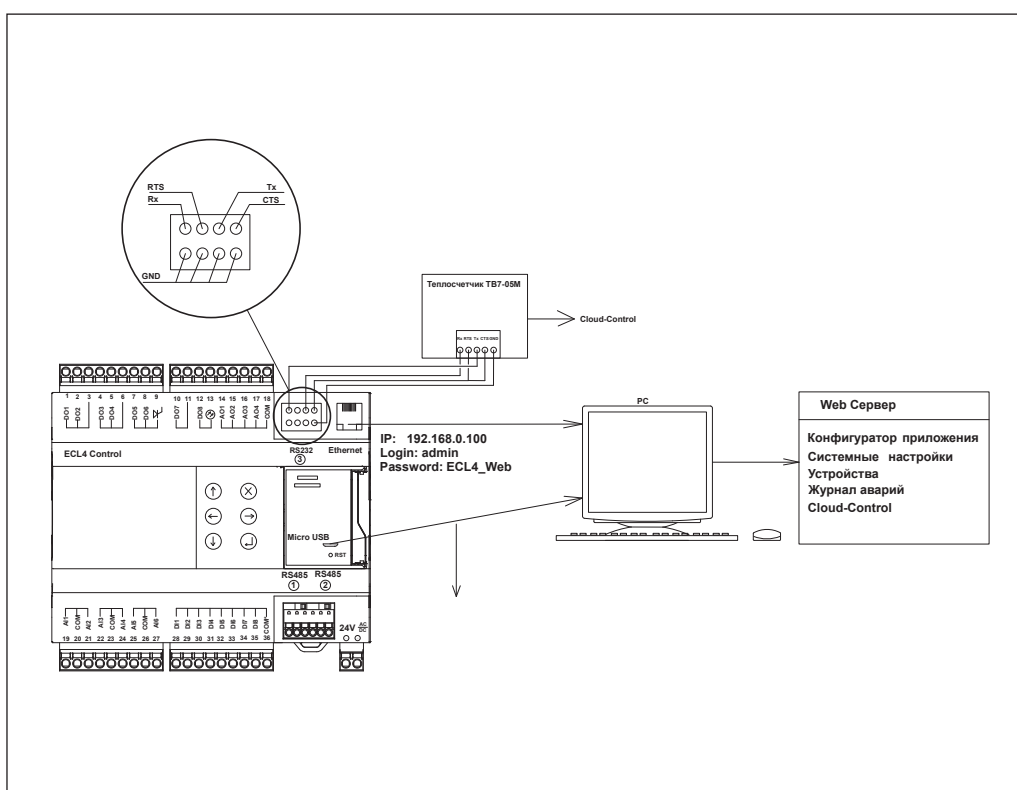 RTS Tx
Rx CTS
GND
Теплосчетчик ТВ7-05М
Cloud-Control
Rx RTS Tx CTS GND
1 2 3 4 5 6 7 8 9 10 11 12 13 14 15 16 17 18
DO1 DO2 DO3 DO4 DO5 DO6 DO7 DO8 AO1 AO2 AO3 AO4 COM
PC
Web Сервер
Конфигуратор приложения
Системные настройки
Устройства
Журнал аварий
Cloud-Control
ECL4 Control
RS232
3
Ethernet
IP: 192.168.0.100
Login: admin
Password: ECL4_Web
Micro USB
RST
RS485 RS485
1 2
AI1 COM AI2 AI3 COM AI4 AI5 COM AI6 DI1 DI2 DI3 DI4 DI5 DI6 DI7 DI8 COM*
19 20 21 22 23 24 25 26 27 28 29 30 31 32 33 34 35 36
24V